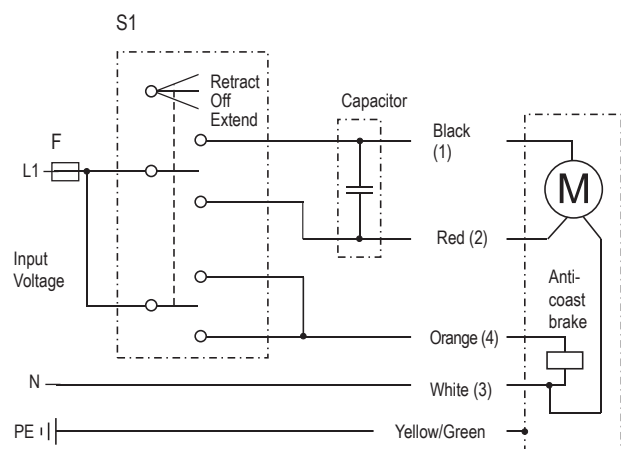 S1
Retract
Off
Extend
Capacitor
F
L1
Black
(1)
M
Red (2)
Input
Voltage
Anti-
coast
brake
Orange (4)
N
White (3)
PE
Yellow/Green